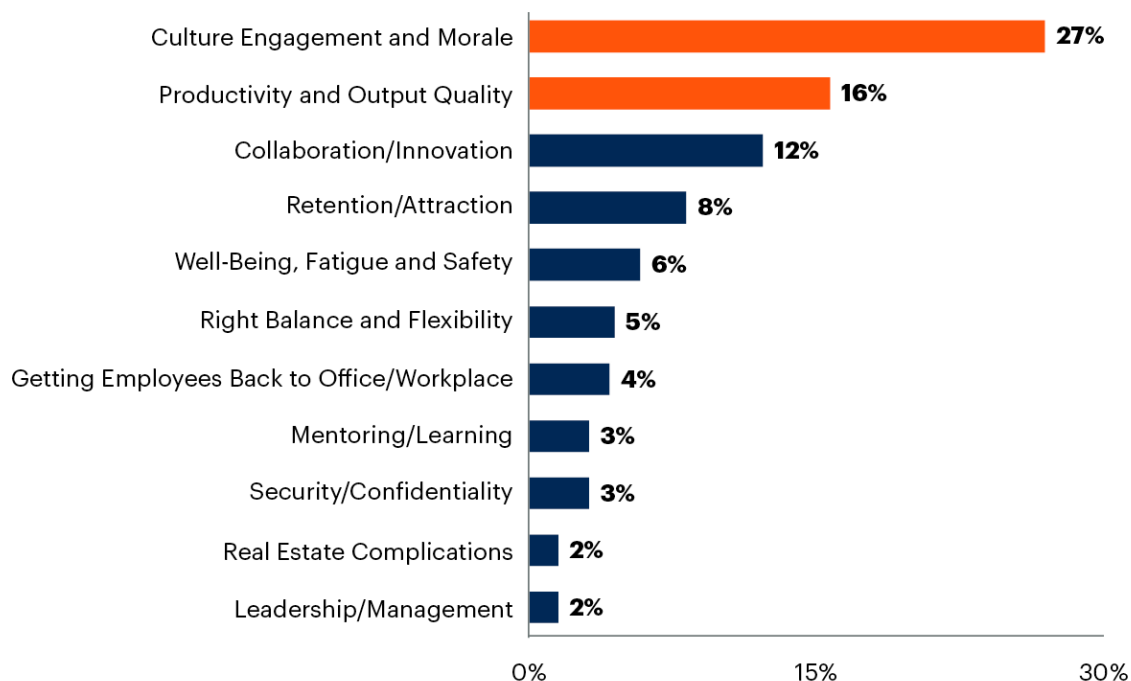 Culture Engagement and Morale 27%
Productivity and Output Quality 16%
Collaboration/Innovation 12%
Retention/Attraction 8%
Well-Being, Fatigue and Safety 6%
Right Balance and Flexibility 5%
Getting Employees Back to Office/Workplace 4%
Mentoring/Learning 3%
Security/Confidentiality 3%
Real Estate Complications 2%
Leadership/Management 2%
0% 15% 30%